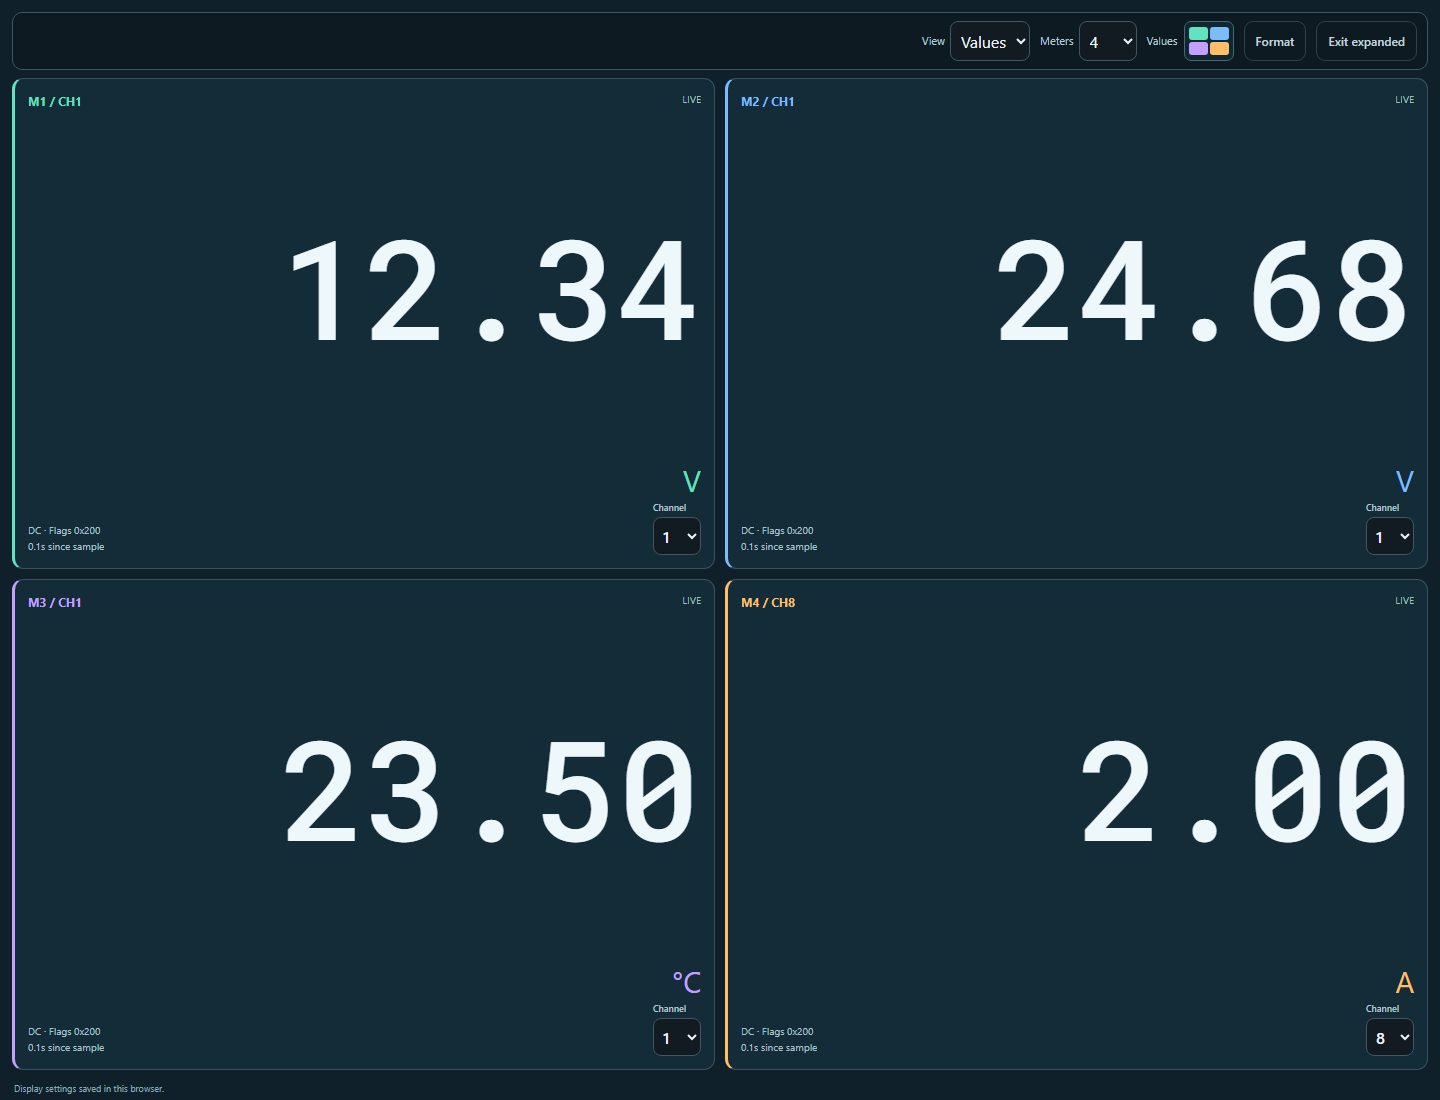 View Values Meters 4 Values Format Exit expanded
M1 / CH1 LIVE
12.34
V
Channel
1
DC · Flags 0x200
0.1s since sample
M2 / CH1 LIVE
24.68
V
Channel
1
DC · Flags 0x200
0.1s since sample
M3 / CH1 LIVE
23.50
°C
Channel
1
DC · Flags 0x200
0.1s since sample
M4 / CH8 LIVE
2.00
A
Channel
8
DC · Flags 0x200
0.1s since sample
Display settings saved in this browser.